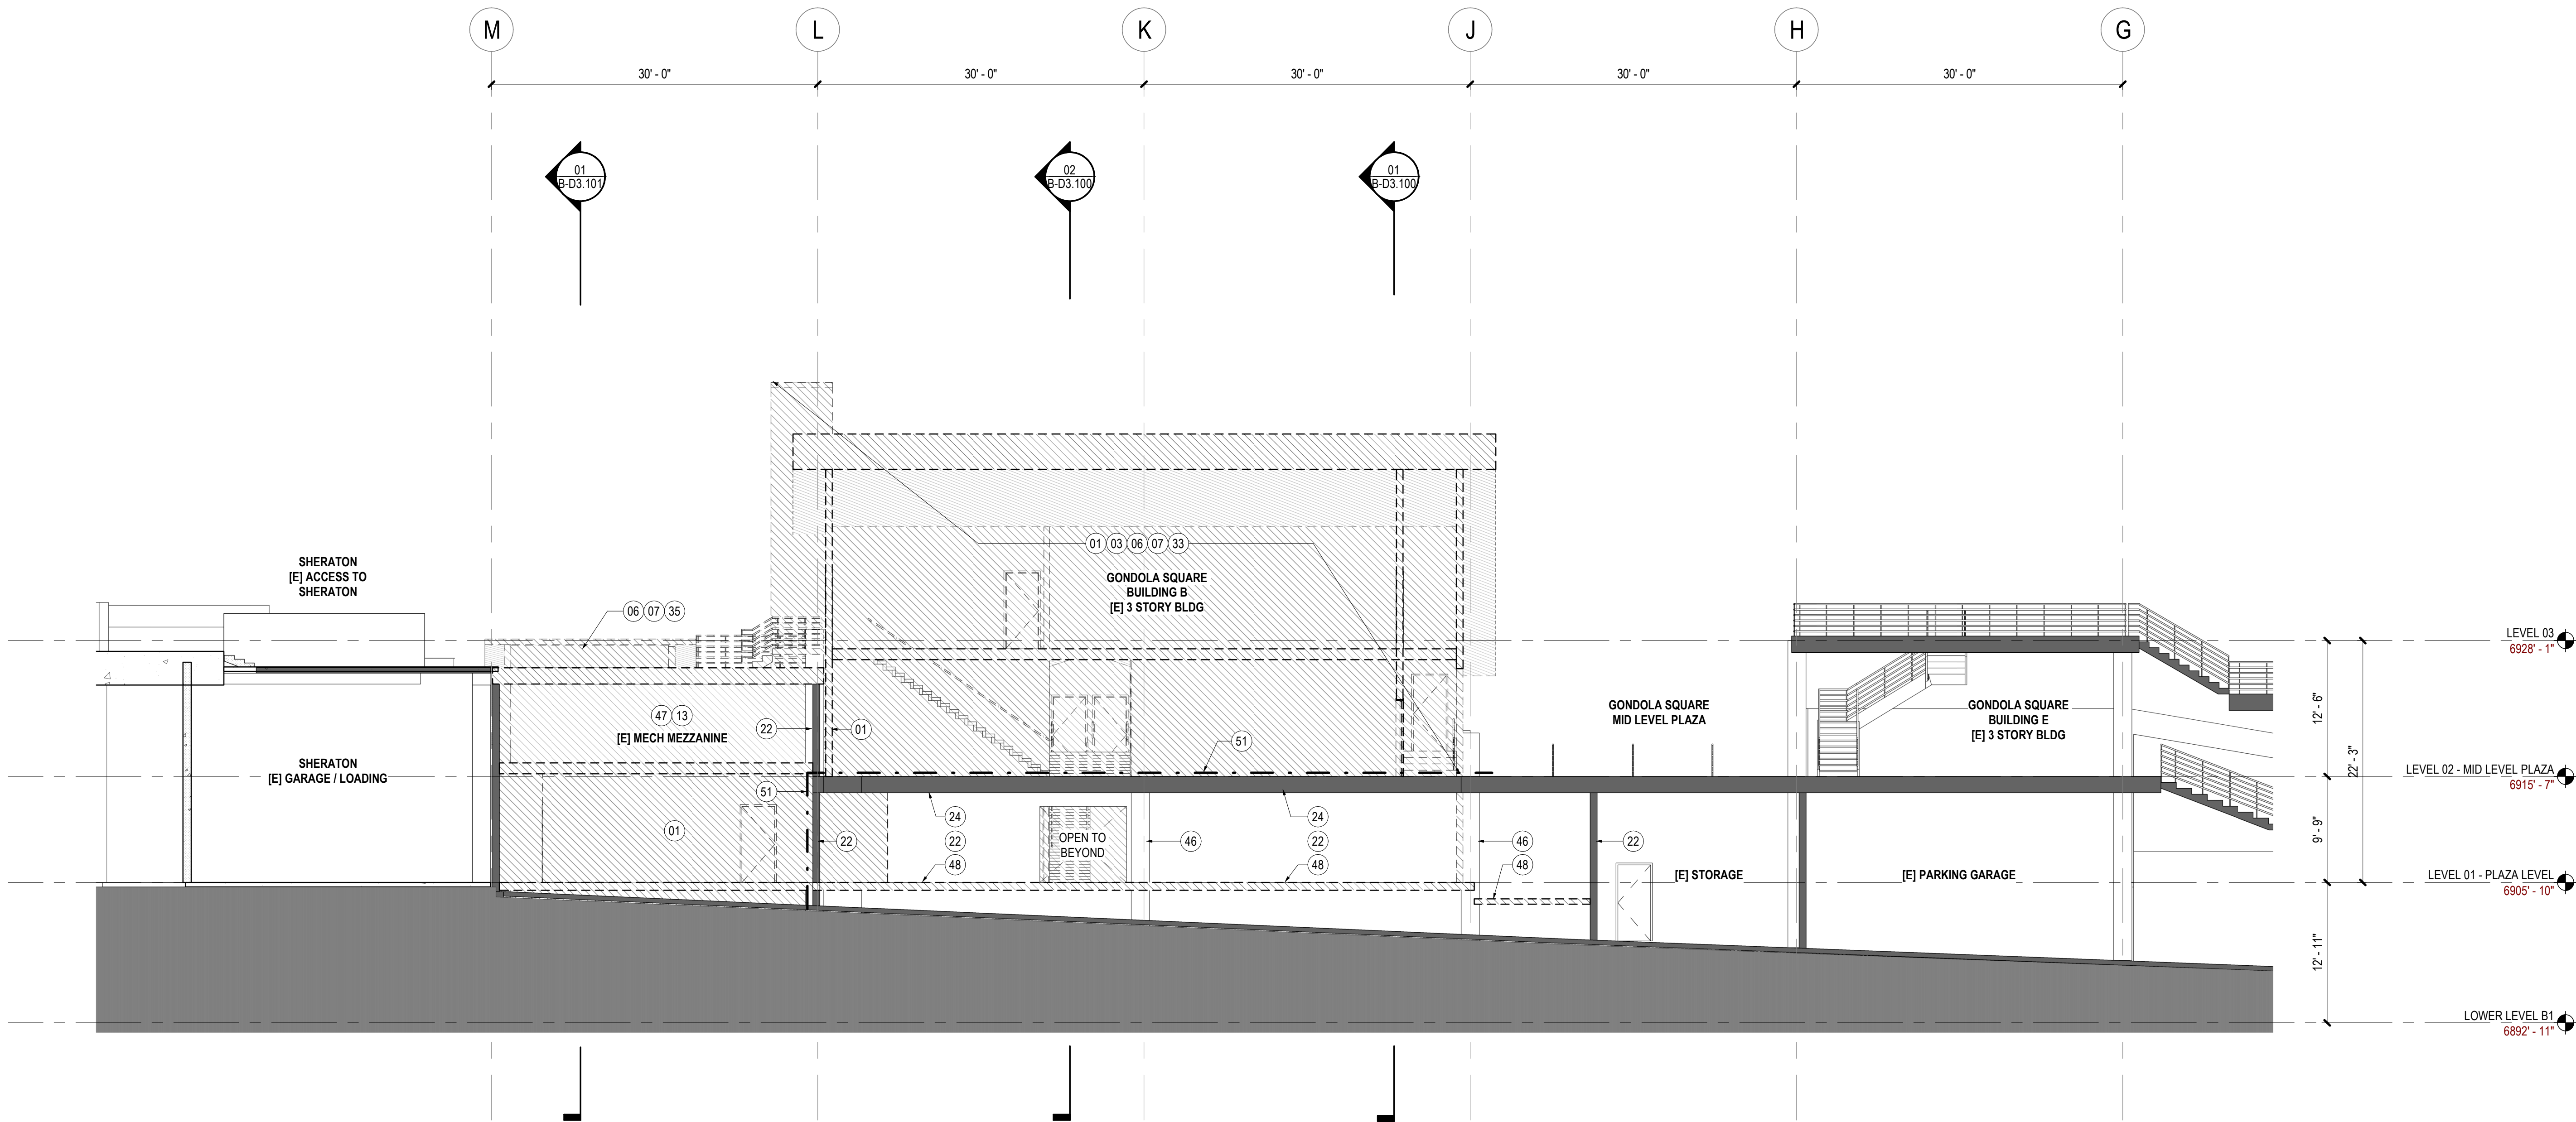 M
L
K
J
H
G
30' - 0"
30' - 0"
30' - 0"
30' - 0"
30' - 0"
01
B-D3.101
02
B-D3.100
01
B-D3.100
01 03 06 07 33
GONDOLA SQUARE
BUILDING B
[E] 3 STORY BLDG
SHERATON
[E] ACCESS TO
SHERATON
06 07 35
LEVEL 03
6928' - 1"
47 13
[E] MECH MEZZANINE
22
01
51
GONDOLA SQUARE
MID LEVEL PLAZA
GONDOLA SQUARE
BUILDING E
[E] 3 STORY BLDG
12' - 6"
22' - 3"
SHERATON
[E] GARAGE / LOADING
LEVEL 02 - MID LEVEL PLAZA
6915' - 7"
51
01
22
24
22
48
OPEN TO
BEYOND
46
24
22
48
46
48
22
[E] STORAGE
[E] PARKING GARAGE
9' - 9"
LEVEL 01 - PLAZA LEVEL
6905' - 10"
12' - 11"
LOWER LEVEL B1
6892' - 11"